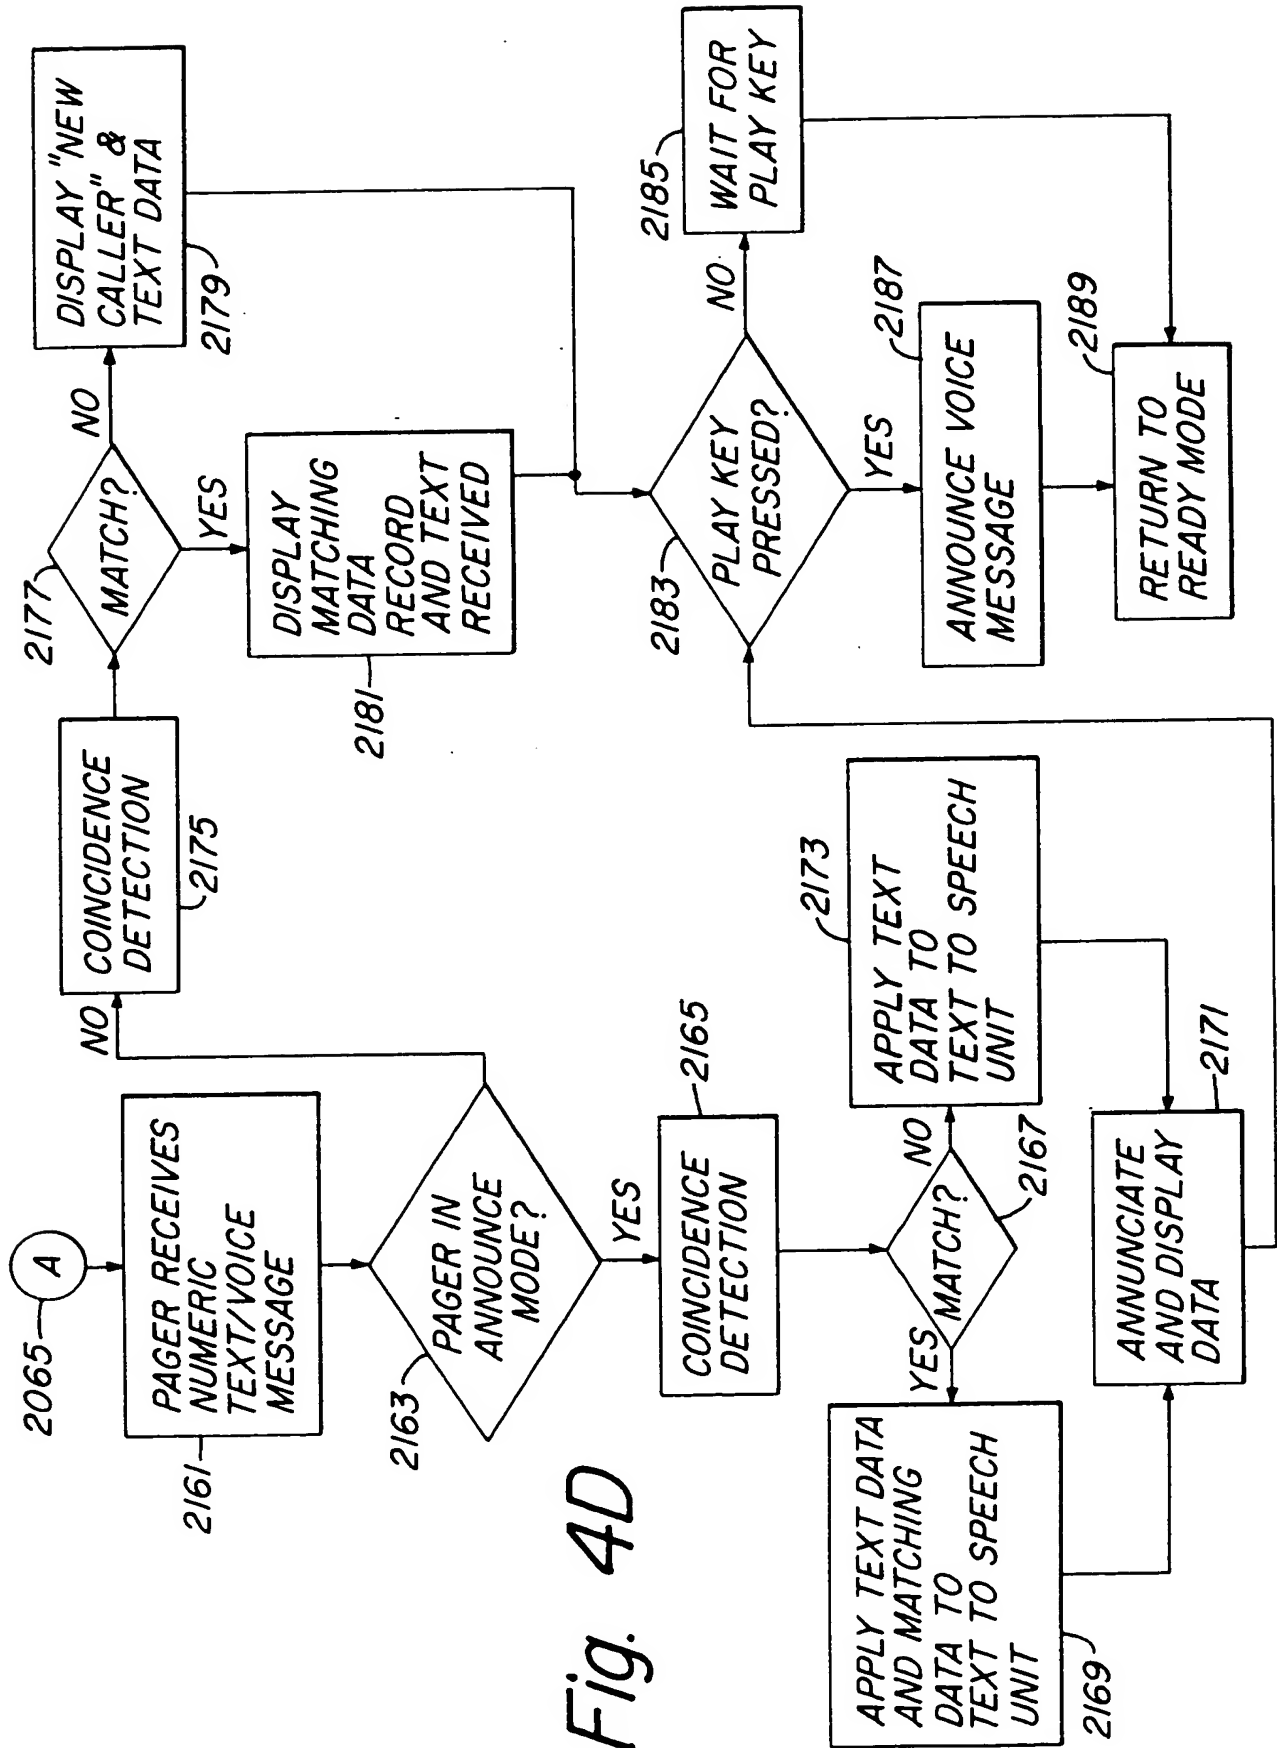 2065
A
PAGER RECEIVES
NUMERIC
TEXT/VOICE
MESSAGE
2161
PAGER IN
ANNOUNCE
MODE?
2163
NO
YES
COINCIDENCE
DETECTION
2165
MATCH?
2167
YES
NO
APPLY TEXT DATA
AND MATCHING
DATA TO
TEXT TO SPEECH
UNIT
2169
APPLY TEXT
DATA TO
TEXT TO SPEECH
UNIT
2173
ANNUNCIATE
AND DISPLAY
DATA
2171
COINCIDENCE
DETECTION
2175
MATCH?
2177
NO
YES
DISPLAY "NEW
CALLER" &
TEXT DATA
2179
DISPLAY
MATCHING
DATA
RECORD
AND TEXT
RECEIVED
2181
PLAY KEY
PRESSED?
2183
NO
YES
WAIT FOR
PLAY KEY
2185
ANNOUNCE VOICE
MESSAGE
2187
RETURN TO
READY MODE
2189
Fig. 4D